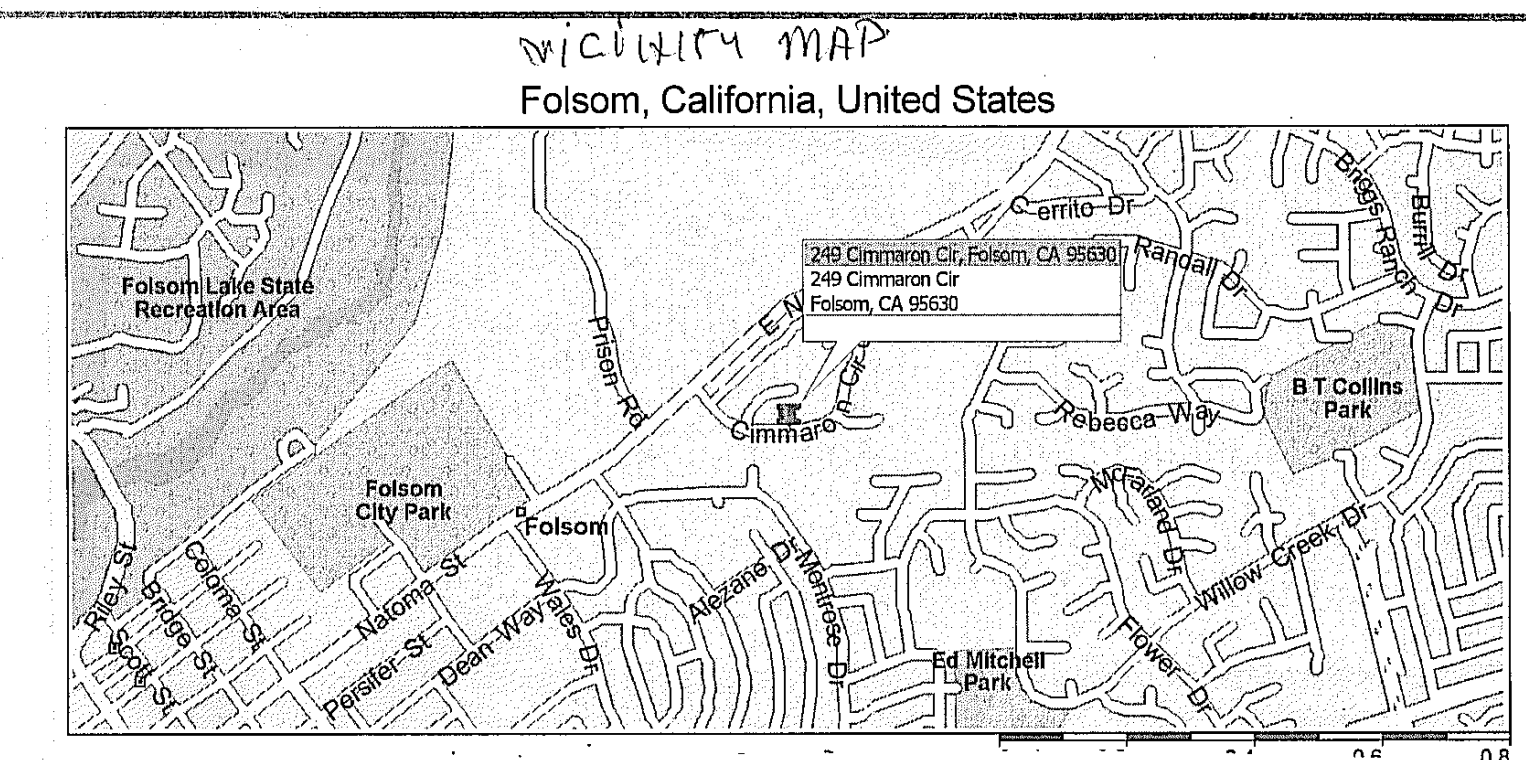 VICINITY MAP
Folsom, California, United States
Cerrito Dr
Briggs Ranch Dr
Burrill Dr
249 Cimmaron Cir, Folsom, CA 95630
249 Cimmaron Cir
Folsom, CA 95630
Randall Dr
Folsom Lake State
Recreation Area
E N
Prison Rd
Cimmaron Cir
Rebecca Way
B T Collins
Park
Folsom
City Park
Folsom
McFarland Dr
Willow Creek Dr
Riley St
Bridge St
Coloma St
Scott St
Natoma St
Persifer St
Dean Way
Wales Dr
Alezane Dr
Montrose Dr
Flower Dr
Ed Mitchell
Park
0.6 0.8